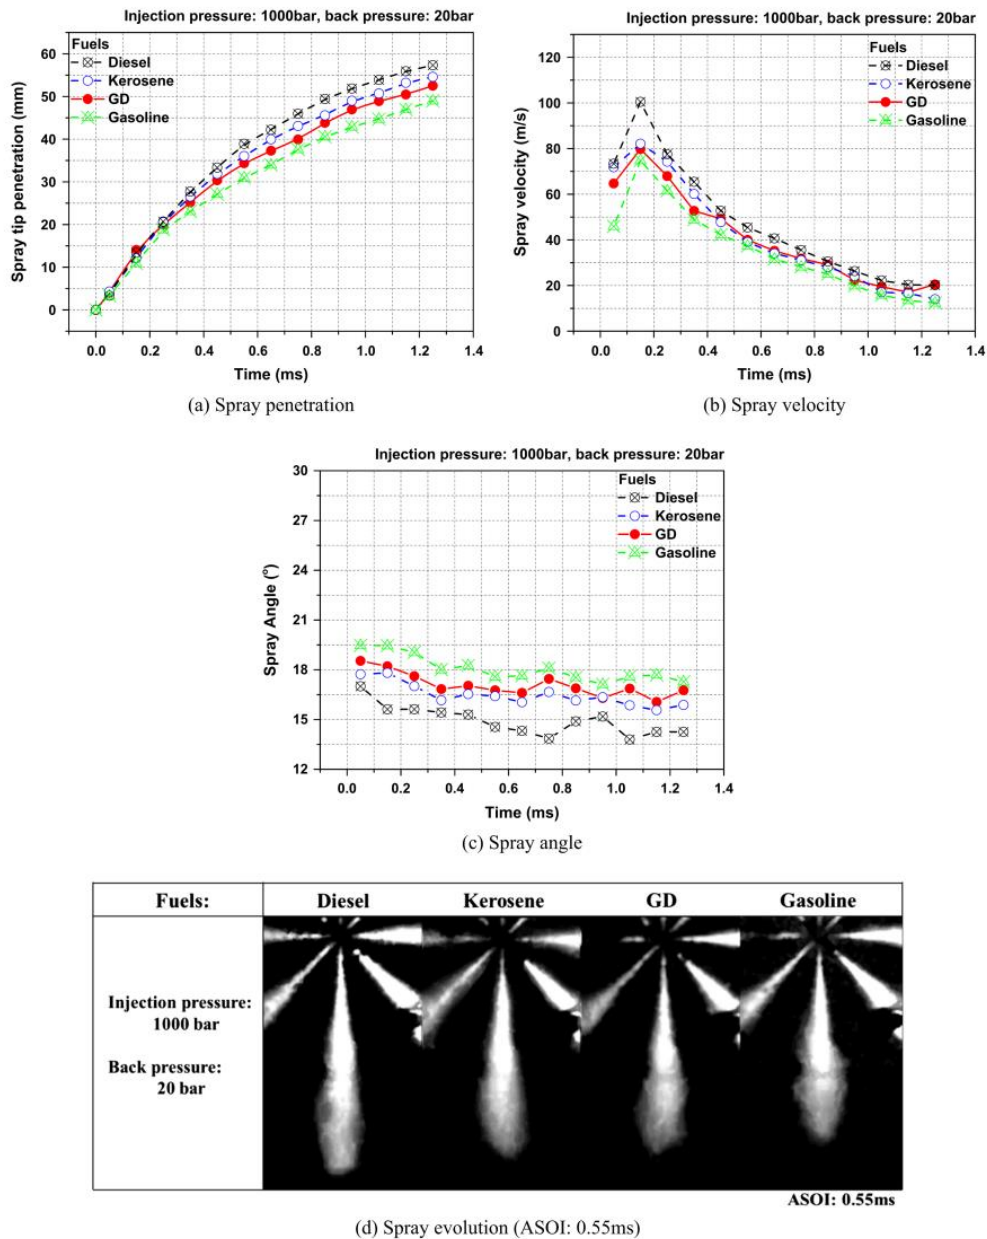 Injection pressure: 1000bar, back pressure: 20bar
Injection pressure: 1000bar, back pressure: 20bar
Spray tip penetration (mm)
60
50
40
30
20
10
0
Fuels
Diesel
Kerosene
GD
Gasoline
0.0 0.2 0.4 0.6 0.8 1.0 1.2 1.4
Time (ms)
(a) Spray penetration
Spray velocity (m/s)
120
100
80
60
40
20
0
Fuels
Diesel
Kerosene
GD
Gasoline
0.0 0.2 0.4 0.6 0.8 1.0 1.2 1.4
Time (ms)
(b) Spray velocity
Injection pressure: 1000bar, back pressure: 20bar
Spray Angle (°)
30
27
24
21
18
15
12
Fuels
Diesel
Kerosene
GD
Gasoline
0.0 0.2 0.4 0.6 0.8 1.0 1.2 1.4
Time (ms)
(c) Spray angle
Fuels: Diesel Kerosene GD Gasoline
Injection pressure:
1000 bar
Back pressure:
20 bar
ASOI: 0.55ms
(d) Spray evolution (ASOI: 0.55ms)